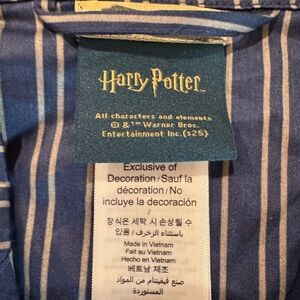 Harry Potter
All characters and elements
© & ™ Warner Bros.
Entertainment Inc. (s25)
Exclusive of
Decoration / Sauf la
décoration / No
incluye la decoración /
장식은 세탁 시 손상될 수
있음 / باستثناء الزخرفة
Made in Vietnam
Fait au Vietnam
Hecho en Vietnam
베트남 제조
صنع فيفيتنام من المواد
المستوردة